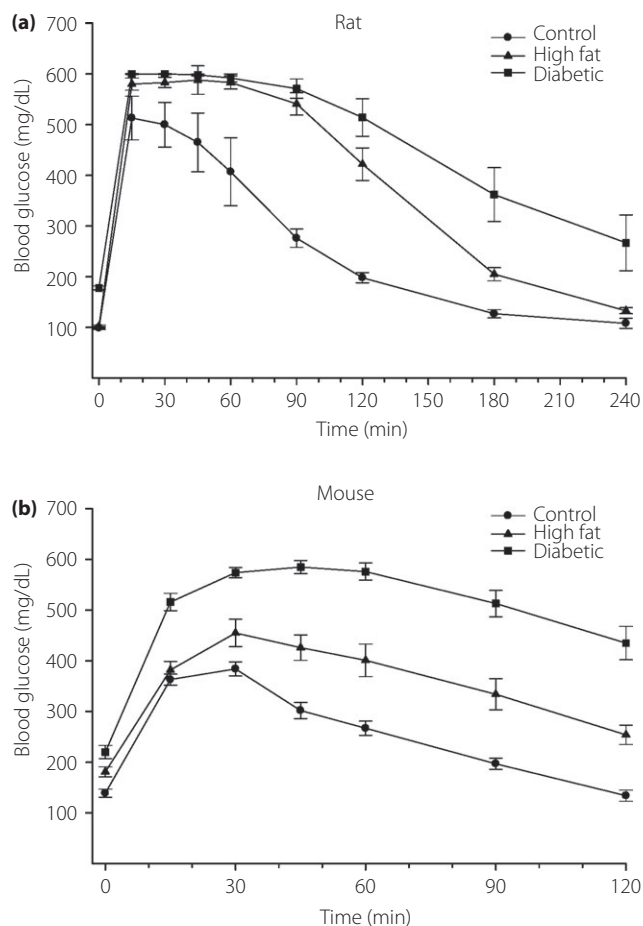 (a)
Rat
Control
High fat
Diabetic
Blood glucose (mg/dL)
700
600
500
400
300
200
100
0 30 60 90 120 150 180 210 240
Time (min)
(b)
Mouse
Control
High fat
Diabetic
Blood glucose (mg/dL)
700
600
500
400
300
200
100
0 30 60 90 120
Time (min)